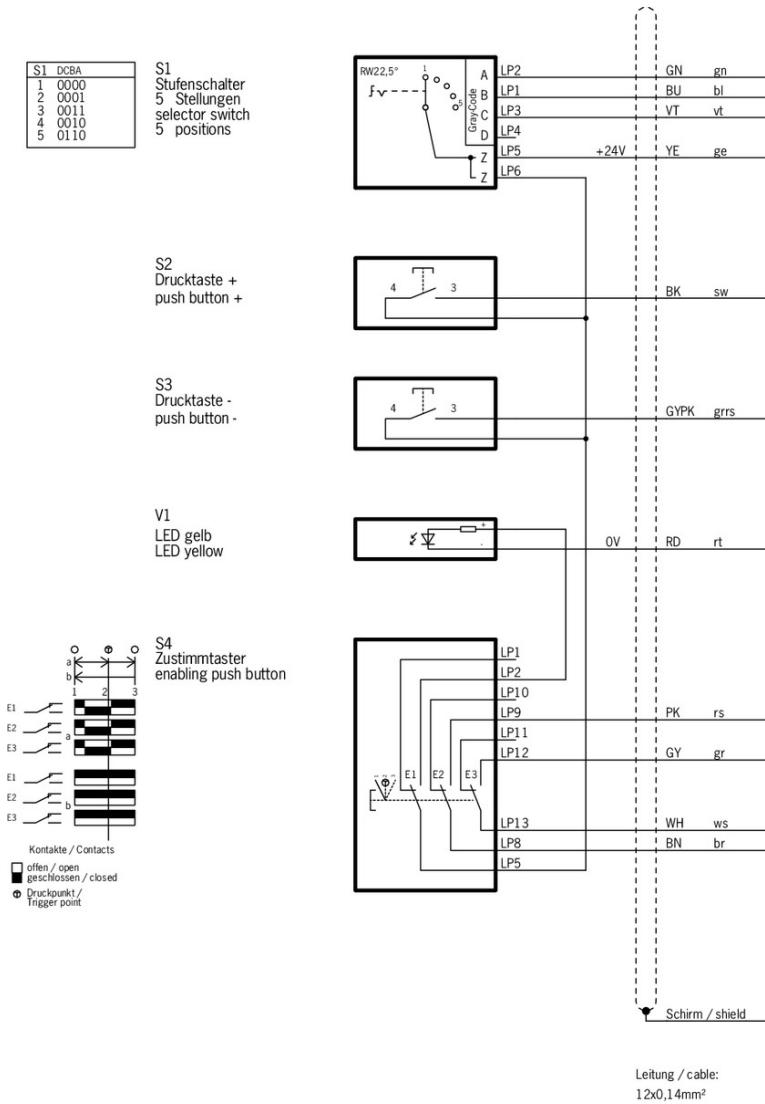 S1 DCBA
1 0000
2 0001
3 0011
4 0010
5 0110
S1
Stufenschalter
5 Stellungen
selector switch
5 positions
RW22,5°
1
5
Gray-Code
A LP2 GN gn
B LP1 BU bl
C LP3 VT vt
D LP4
Z LP5 +24V YE ge
Z LP6
S2
Drucktaste +
push button +
4 3 BK sw
S3
Drucktaste -
push button -
4 3 GYPK grrs
V1
LED gelb
LED yellow
+
-
0V RD rt
S4
Zustimmtaster
enabling push button
a
b
1 2 3
E1
E2
a
E3
E1
E2
b
E3
Kontakte / Contacts
offen / open
geschlossen / closed
Druckpunkt /
Trigger point
LP1
LP2
LP10
LP9 PK rs
LP11
LP12 GY gr
1 2 3
E1 E2 E3
LP13 WH ws
LP8 BN br
LP5
Schirm / shield
Leitung / cable:
12x0,14mm²